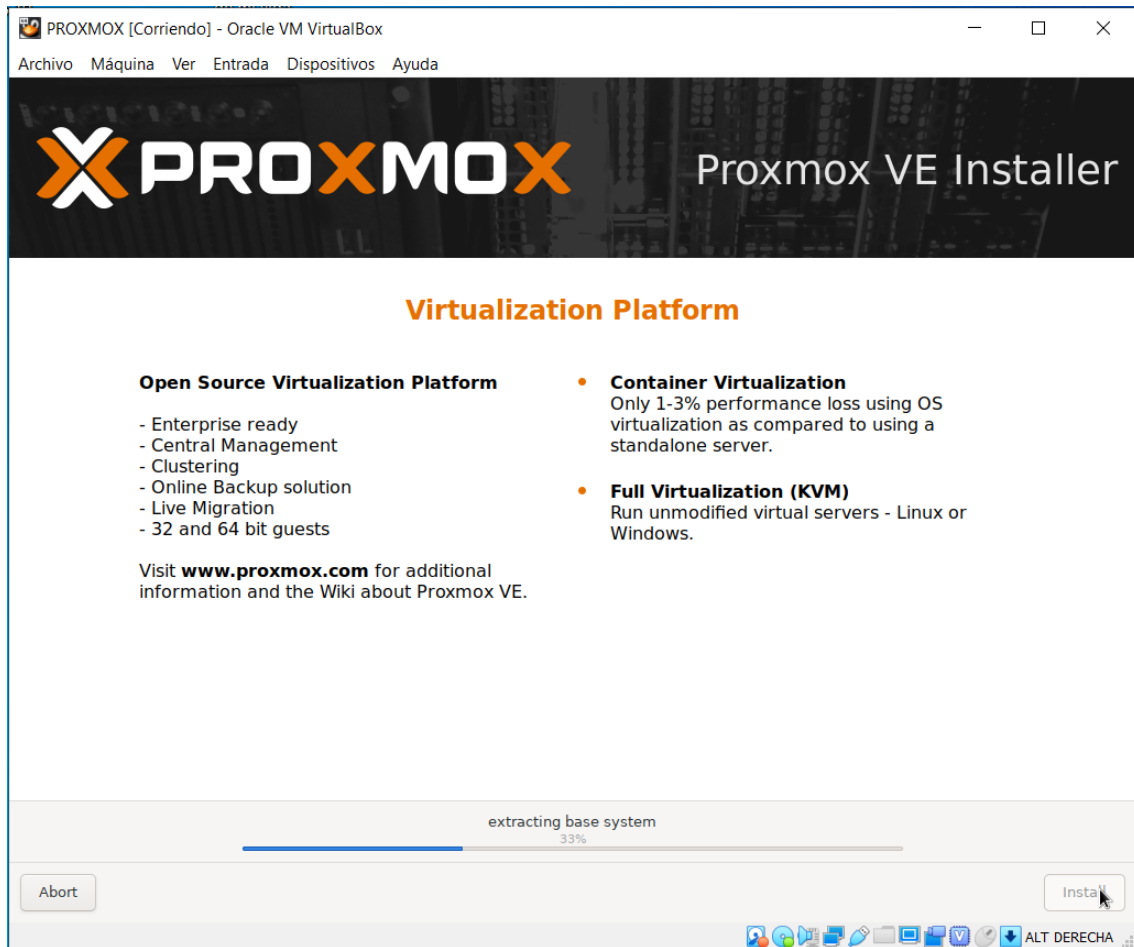 PROXMOX [Corriendo] - Oracle VM VirtualBox
Archivo Máquina Ver Entrada Dispositivos Ayuda
PROXMOX
Proxmox VE Installer
Virtualization Platform
Open Source Virtualization Platform
- Enterprise ready
- Central Management
- Clustering
- Online Backup solution
- Live Migration
- 32 and 64 bit guests
Visit www.proxmox.com for additional
information and the Wiki about Proxmox VE.
• Container Virtualization
Only 1-3% performance loss using OS
virtualization as compared to using a
standalone server.
• Full Virtualization (KVM)
Run unmodified virtual servers - Linux or
Windows.
extracting base system
33%
Abort
Install
ALT DERECHA